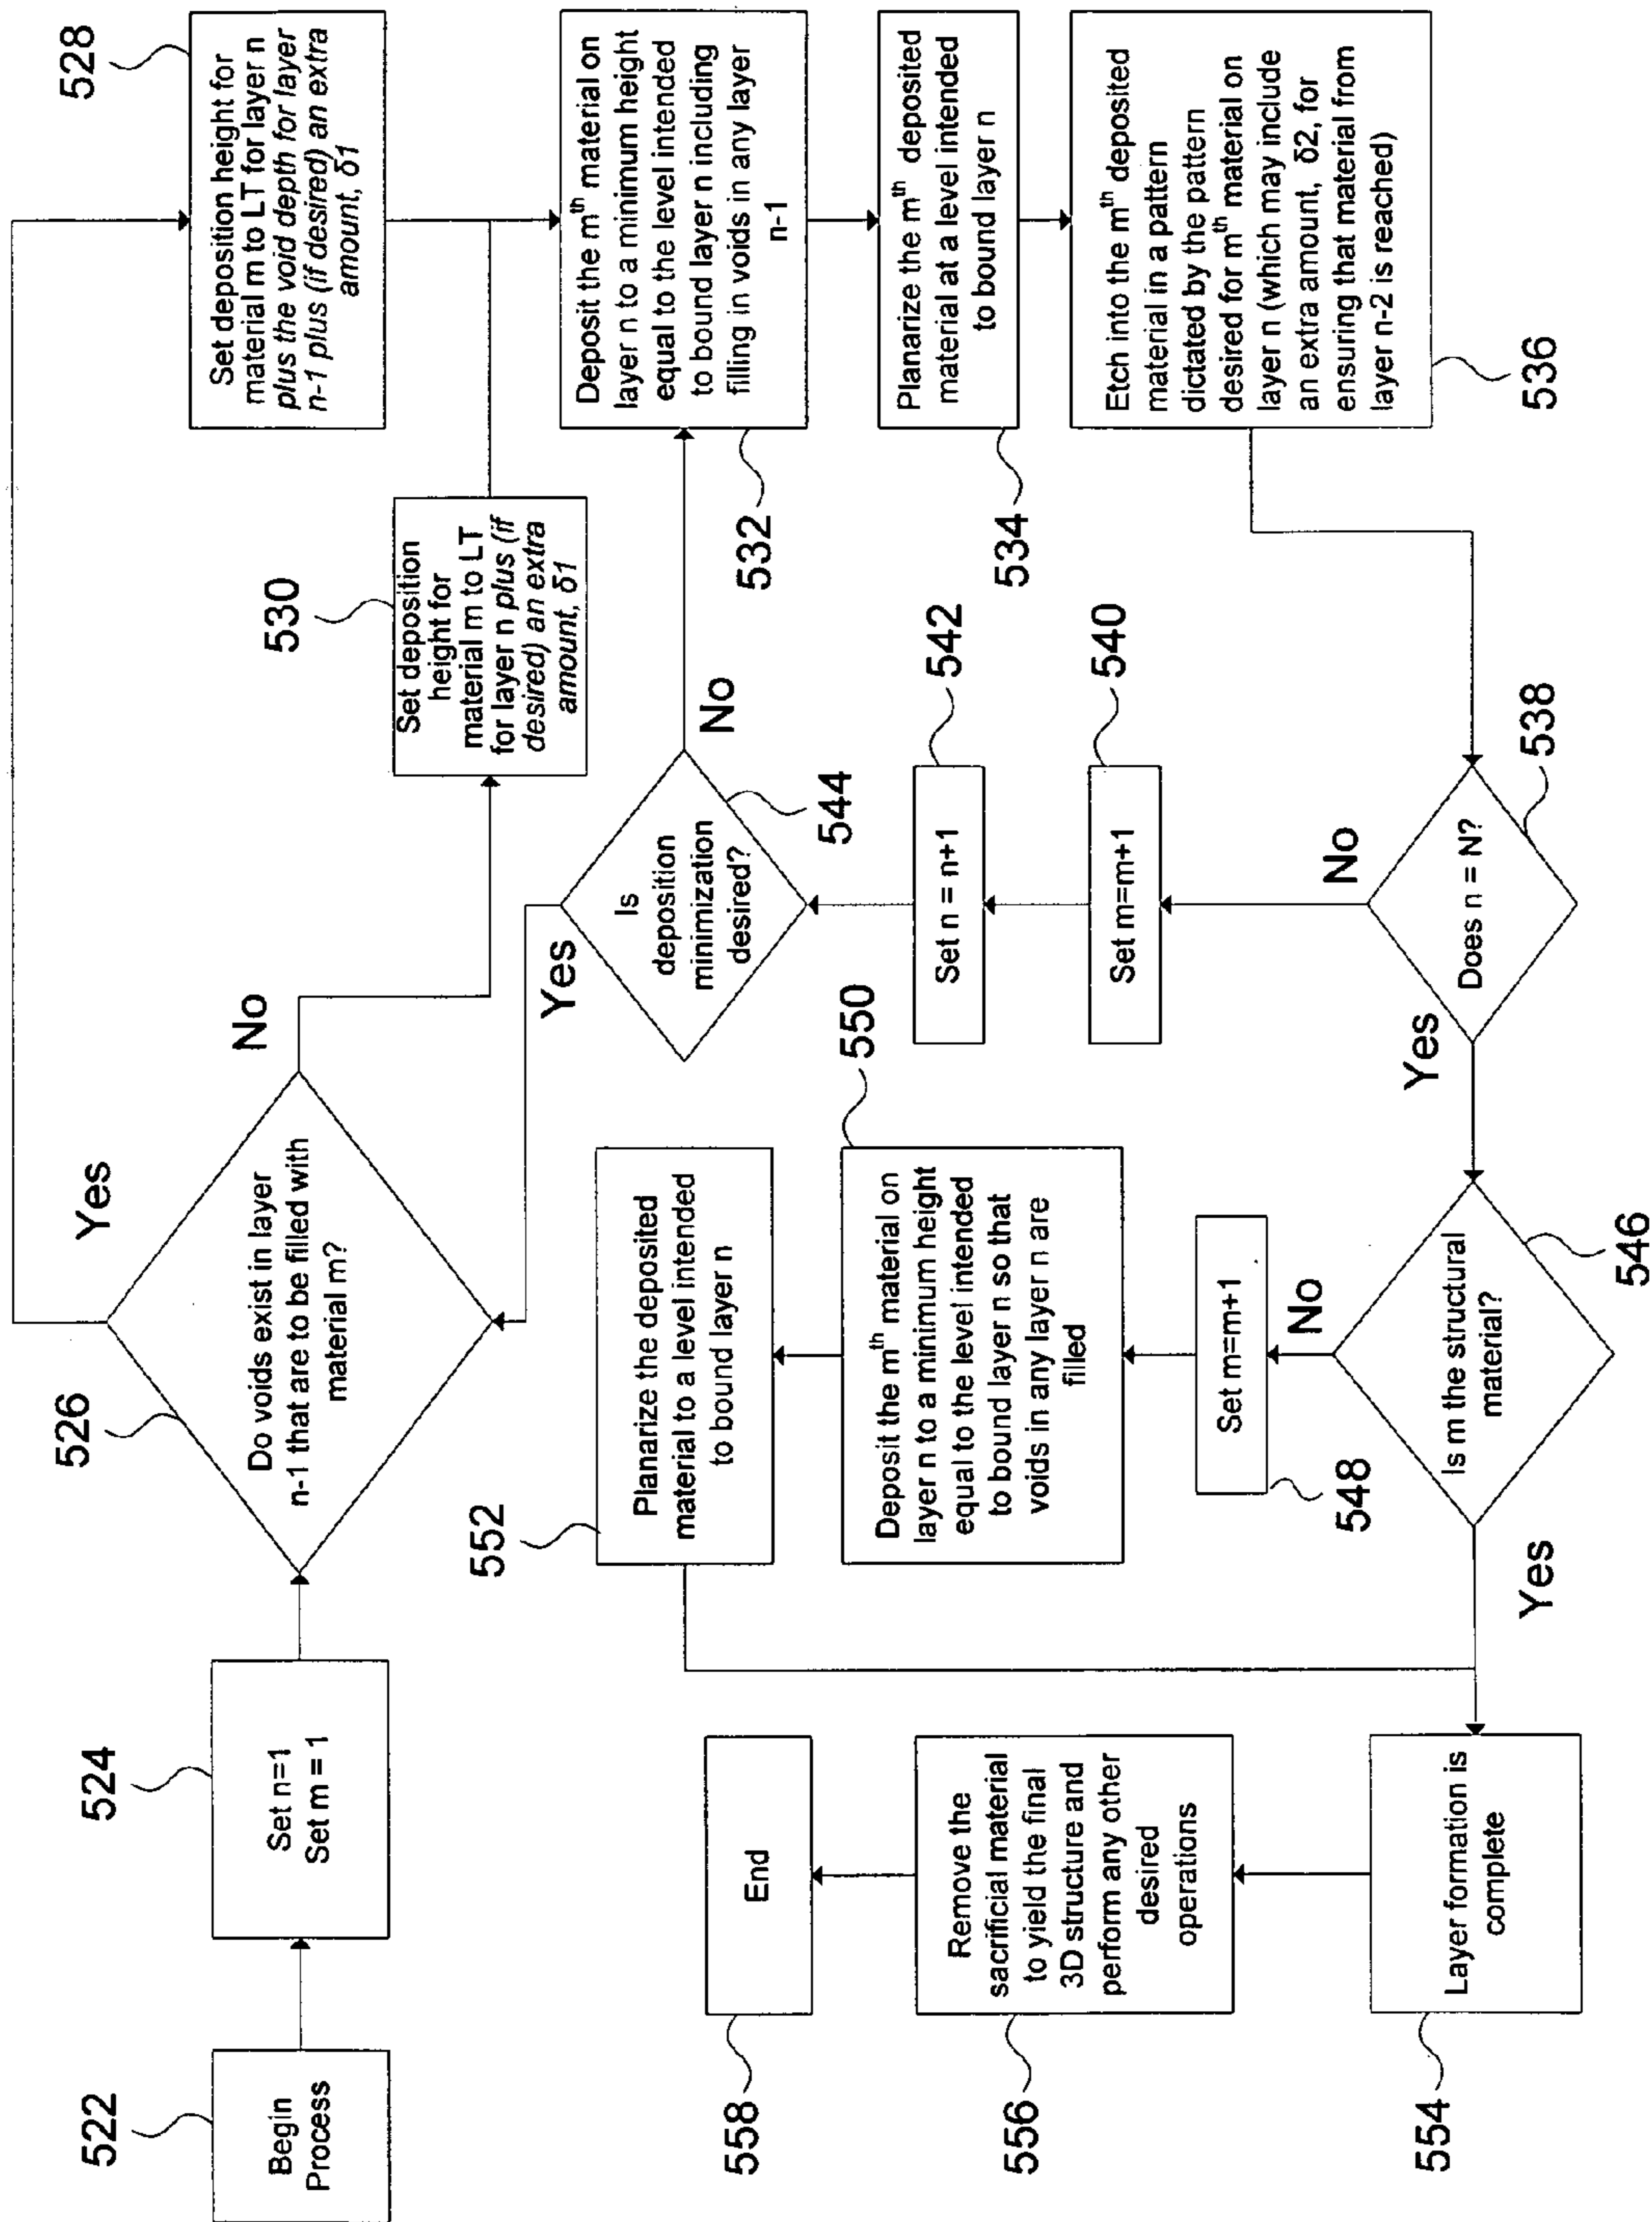 522
Begin
Process
524
Set n=1
Set m = 1
526
Do voids exist in layer
n-1 that are to be filled with
material m?
Yes
No
528
Set deposition height for
material m to LT for layer n
plus the void depth for layer
n-1 plus (if desired) an extra
amount, δ1
530
Set deposition
height for
material m to LT
for layer n plus (if
desired) an extra
amount, δ1
532
Deposit the mth material on
layer n to a minimum height
equal to the level intended
to bound layer n including
filling in voids in any layer
n-1
534
Planarize the mth deposited
material at a level intended
to bound layer n
536
Etch into the mth deposited
material in a pattern
dictated by the pattern
desired for mth material on
layer n (which may include
an extra amount, δ2, for
ensuring that material from
layer n-2 is reached)
538
Does n = N?
No
Yes
540
Set m=m+1
542
Set n = n+1
544
Is
deposition
minimization
desired?
Yes
No
546
Is m the structural
material?
No
Yes
548
Set m=m+1
550
Deposit the mth material on
layer n to a minimum height
equal to the level intended
to bound layer n so that
voids in any layer n are
filled
552
Planarize the deposited
material to a level intended
to bound layer n
554
Layer formation is
complete
556
Remove the
sacrificial material
to yield the final
3D structure and
perform any other
desired
operations
558
End